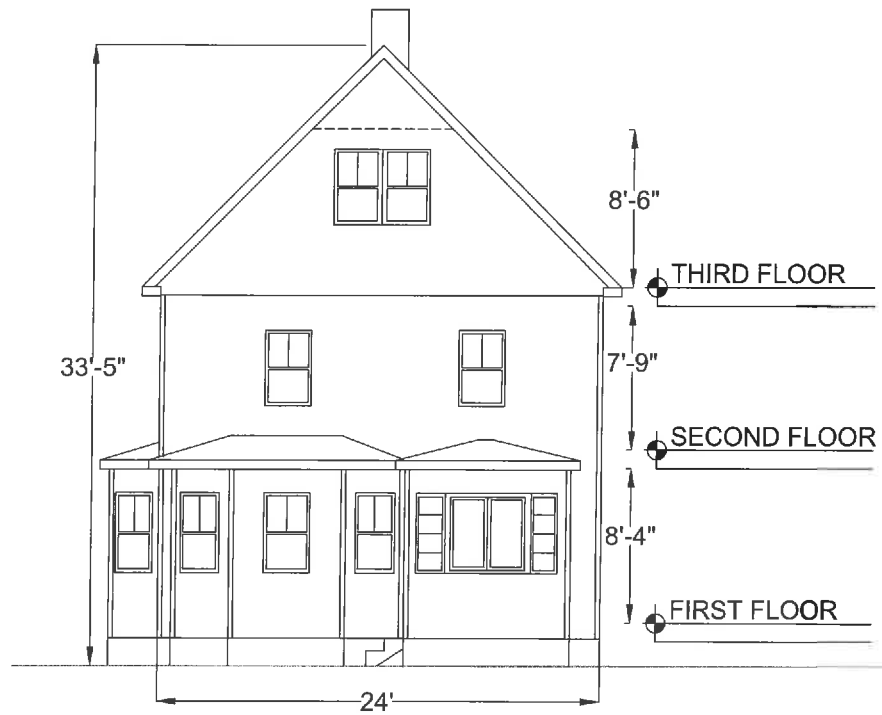 8'-6"
THIRD FLOOR
33'-5"
7'-9"
SECOND FLOOR
8'-4"
FIRST FLOOR
24'